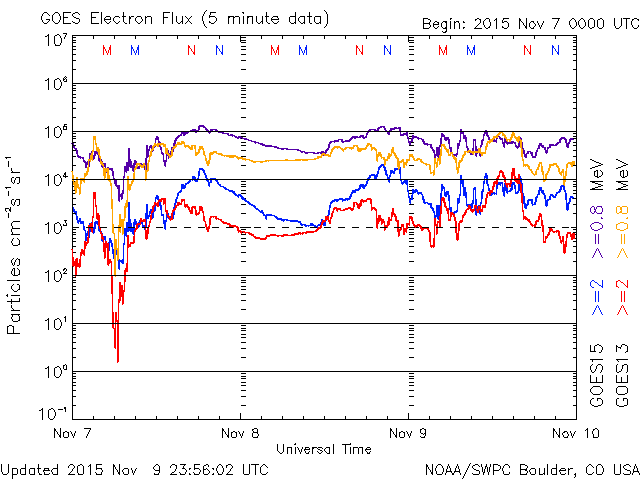 GOES Electron Flux (5 minute data)
Begin: 2015 Nov 7 0000 UTC
10⁷
M M N N M M N N M M N N
10⁶
10⁵
10⁴
10³
10²
10¹
10⁰
10⁻¹
Particles cm⁻²s⁻¹sr⁻¹
Nov 7 Nov 8 Nov 9 Nov 10
Universal Time
GOES15 >=2 >=0.8 MeV
GOES13 >=2 >=0.8 MeV
Updated 2015 Nov 9 23:56:02 UTC
NOAA/SWPC Boulder, CO USA